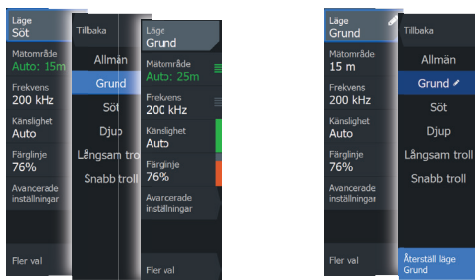 Läge
Söt
Mätområde
Auto: 15m
Frekvens
200 kHz
Känslighet
Auto
Färglinje
76%
Avancerade
inställningar
Fler val
Tillbaka
Allmän
Grund
Söt
Djup
Långsam tro
Snabb troll
Läge
Grund
Mätområde
Auto: 25m
Frekvens
200 kHz
Känslighet
Auto
Färglinje
76%
Avancerade
inställningar
Fler val
Läge
Grund
Mätområde
15 m
Frekvens
200 kHz
Känslighet
Auto
Färglinje
76%
Avancerade
inställningar
Fler val
Tillbaka
Allmän
Grund
Söt
Djup
Långsam troll
Snabb troll
Återställ läge
Grund